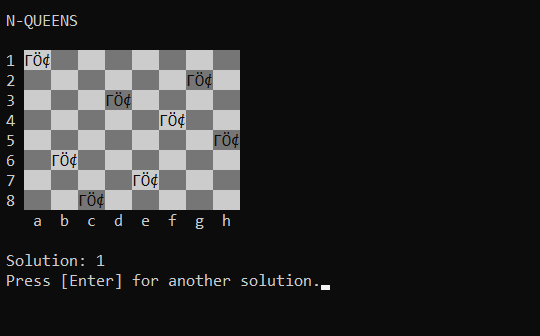 N-QUEENS
1 ΓÖ¢
2 ΓÖ¢
3 ΓÖ¢
4 ΓÖ¢
5 ΓÖ¢
6 ΓÖ¢
7 ΓÖ¢
8 ΓÖ¢
a b c d e f g h
Solution: 1
Press [Enter] for another solution.